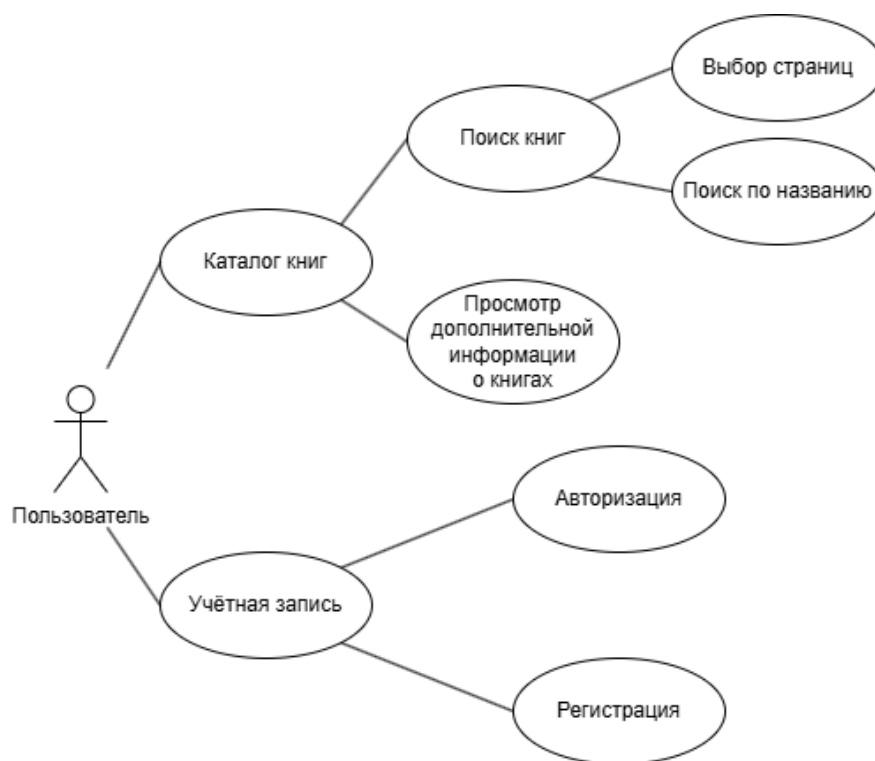 Выбор страниц
Поиск книг
Поиск по названию
Каталог книг
Просмотр
дополнительной
информации
о книгах
Авторизация
Пользователь
Учётная запись
Регистрация